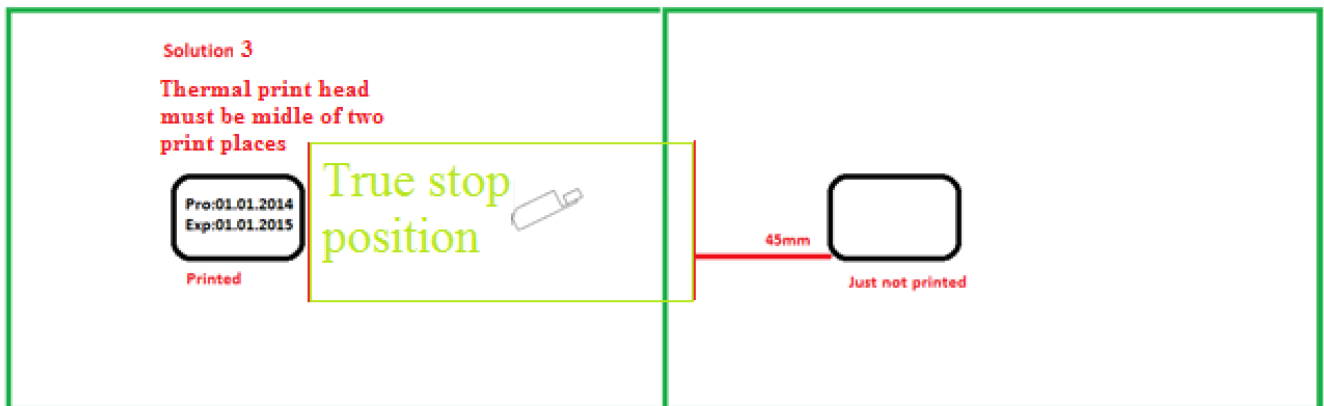 Solution 3
Thermal print head
must be midle of two
print places
True stop
position
Pro:01.01.2014
Exp:01.01.2015
Printed
45mm
Just not printed